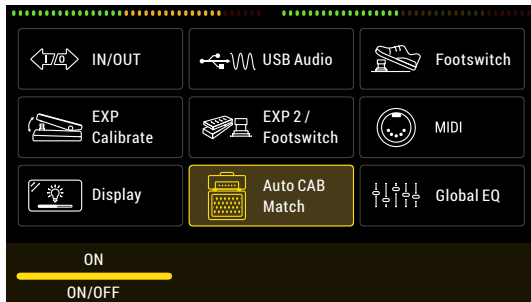 I/O IN/OUT
USB Audio
Footswitch
EXP
Calibrate
EXP 2 /
Footswitch
MIDI
Display
Auto CAB
Match
Global EQ
ON
ON/OFF